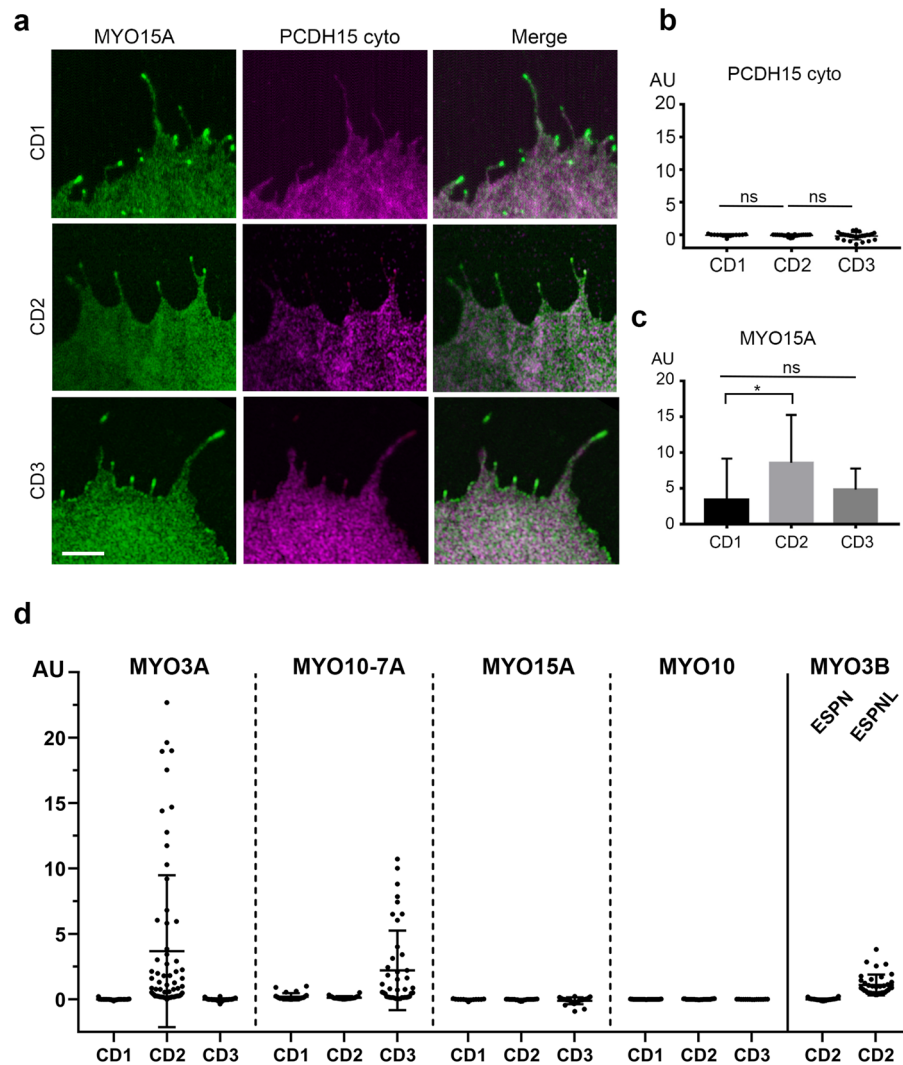 a
MYO15A PCDH15 cyto Merge
CD1
CD2
CD3
b
PCDH15 cyto
AU
20
15
10
5
0
ns ns
CD1 CD2 CD3
c
MYO15A
AU
20
15
10
5
0
ns
*
CD1 CD2 CD3
d
AU
20
15
10
5
0
MYO3A MYO10-7A MYO15A MYO10 MYO3B
ESPN ESPNL
CD1 CD2 CD3 CD1 CD2 CD3 CD1 CD2 CD3 CD1 CD2 CD3 CD2 CD2